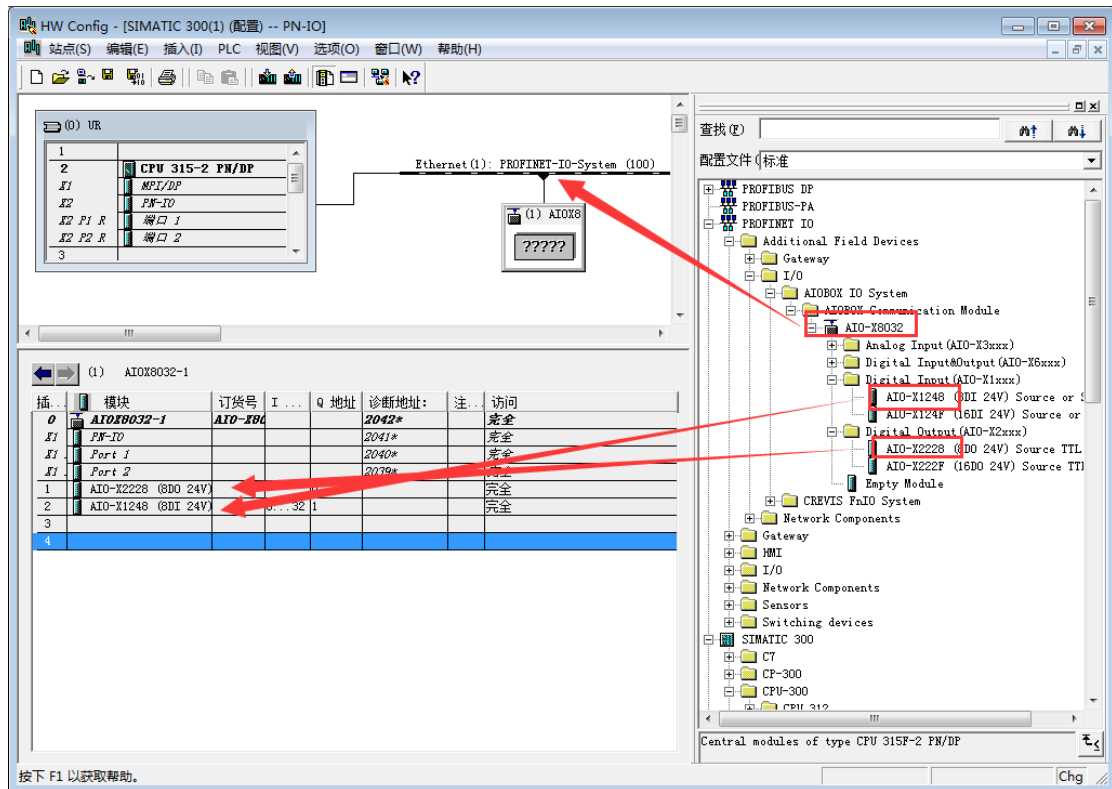 HW Config - [SIMATIC 300(1) (配置) -- PN-IO]
站点(S) 编辑(E) 插入(I) PLC 视图(V) 选项(O) 窗口(W) 帮助(H)
(0) UR
1
2 CPU 315-2 PN/DP
X1 MPI/DP
X2 PN-IO
X2 P1 R 端口 1
X2 P2 R 端口 2
3
Ethernet(1): PROFINET-IO-System (100)
(1) AIOX8
?????
(1) AIOX8032-1
插... 模块 订货号 I ... Q 地址 诊断地址: 注... 访问
0 AIOX8032-1 AIO-X80 2042* 完全
X1 PN-IO 2041* 完全
X1 Port 1 2040* 完全
X1 Port 2 2039* 完全
1 AIO-X2228 (8DO 24V) 完全
2 AIO-X1248 (8DI 24V) ...32 1 完全
3
4
查找(F)
配置文件 标准
PROFIBUS DP
PROFIBUS-PA
PROFINET IO
Additional Field Devices
Gateway
I/O
AIOBOX IO System
AIOBOX Communication Module
AIO-X8032
Analog Input(AIO-X3xxx)
Digital Input&Output(AIO-X6xxx)
Digital Input(AIO-X1xxx)
AIO-X1248 (8DI 24V) Source or
AIO-X124F (16DI 24V) Source or
Digital Output(AIO-X2xxx)
AIO-X2228 (8DO 24V) Source TTL
AIO-X222F (16DO 24V) Source TTl
Empty Module
CREVIS FnIO System
Network Components
Gateway
HMI
I/O
Network Components
Sensors
Switching devices
SIMATIC 300
C7
CP-300
CPU-300
CPU 312
Central modules of type CPU 315F-2 PN/DP
按下 F1 以获取帮助。
Chg